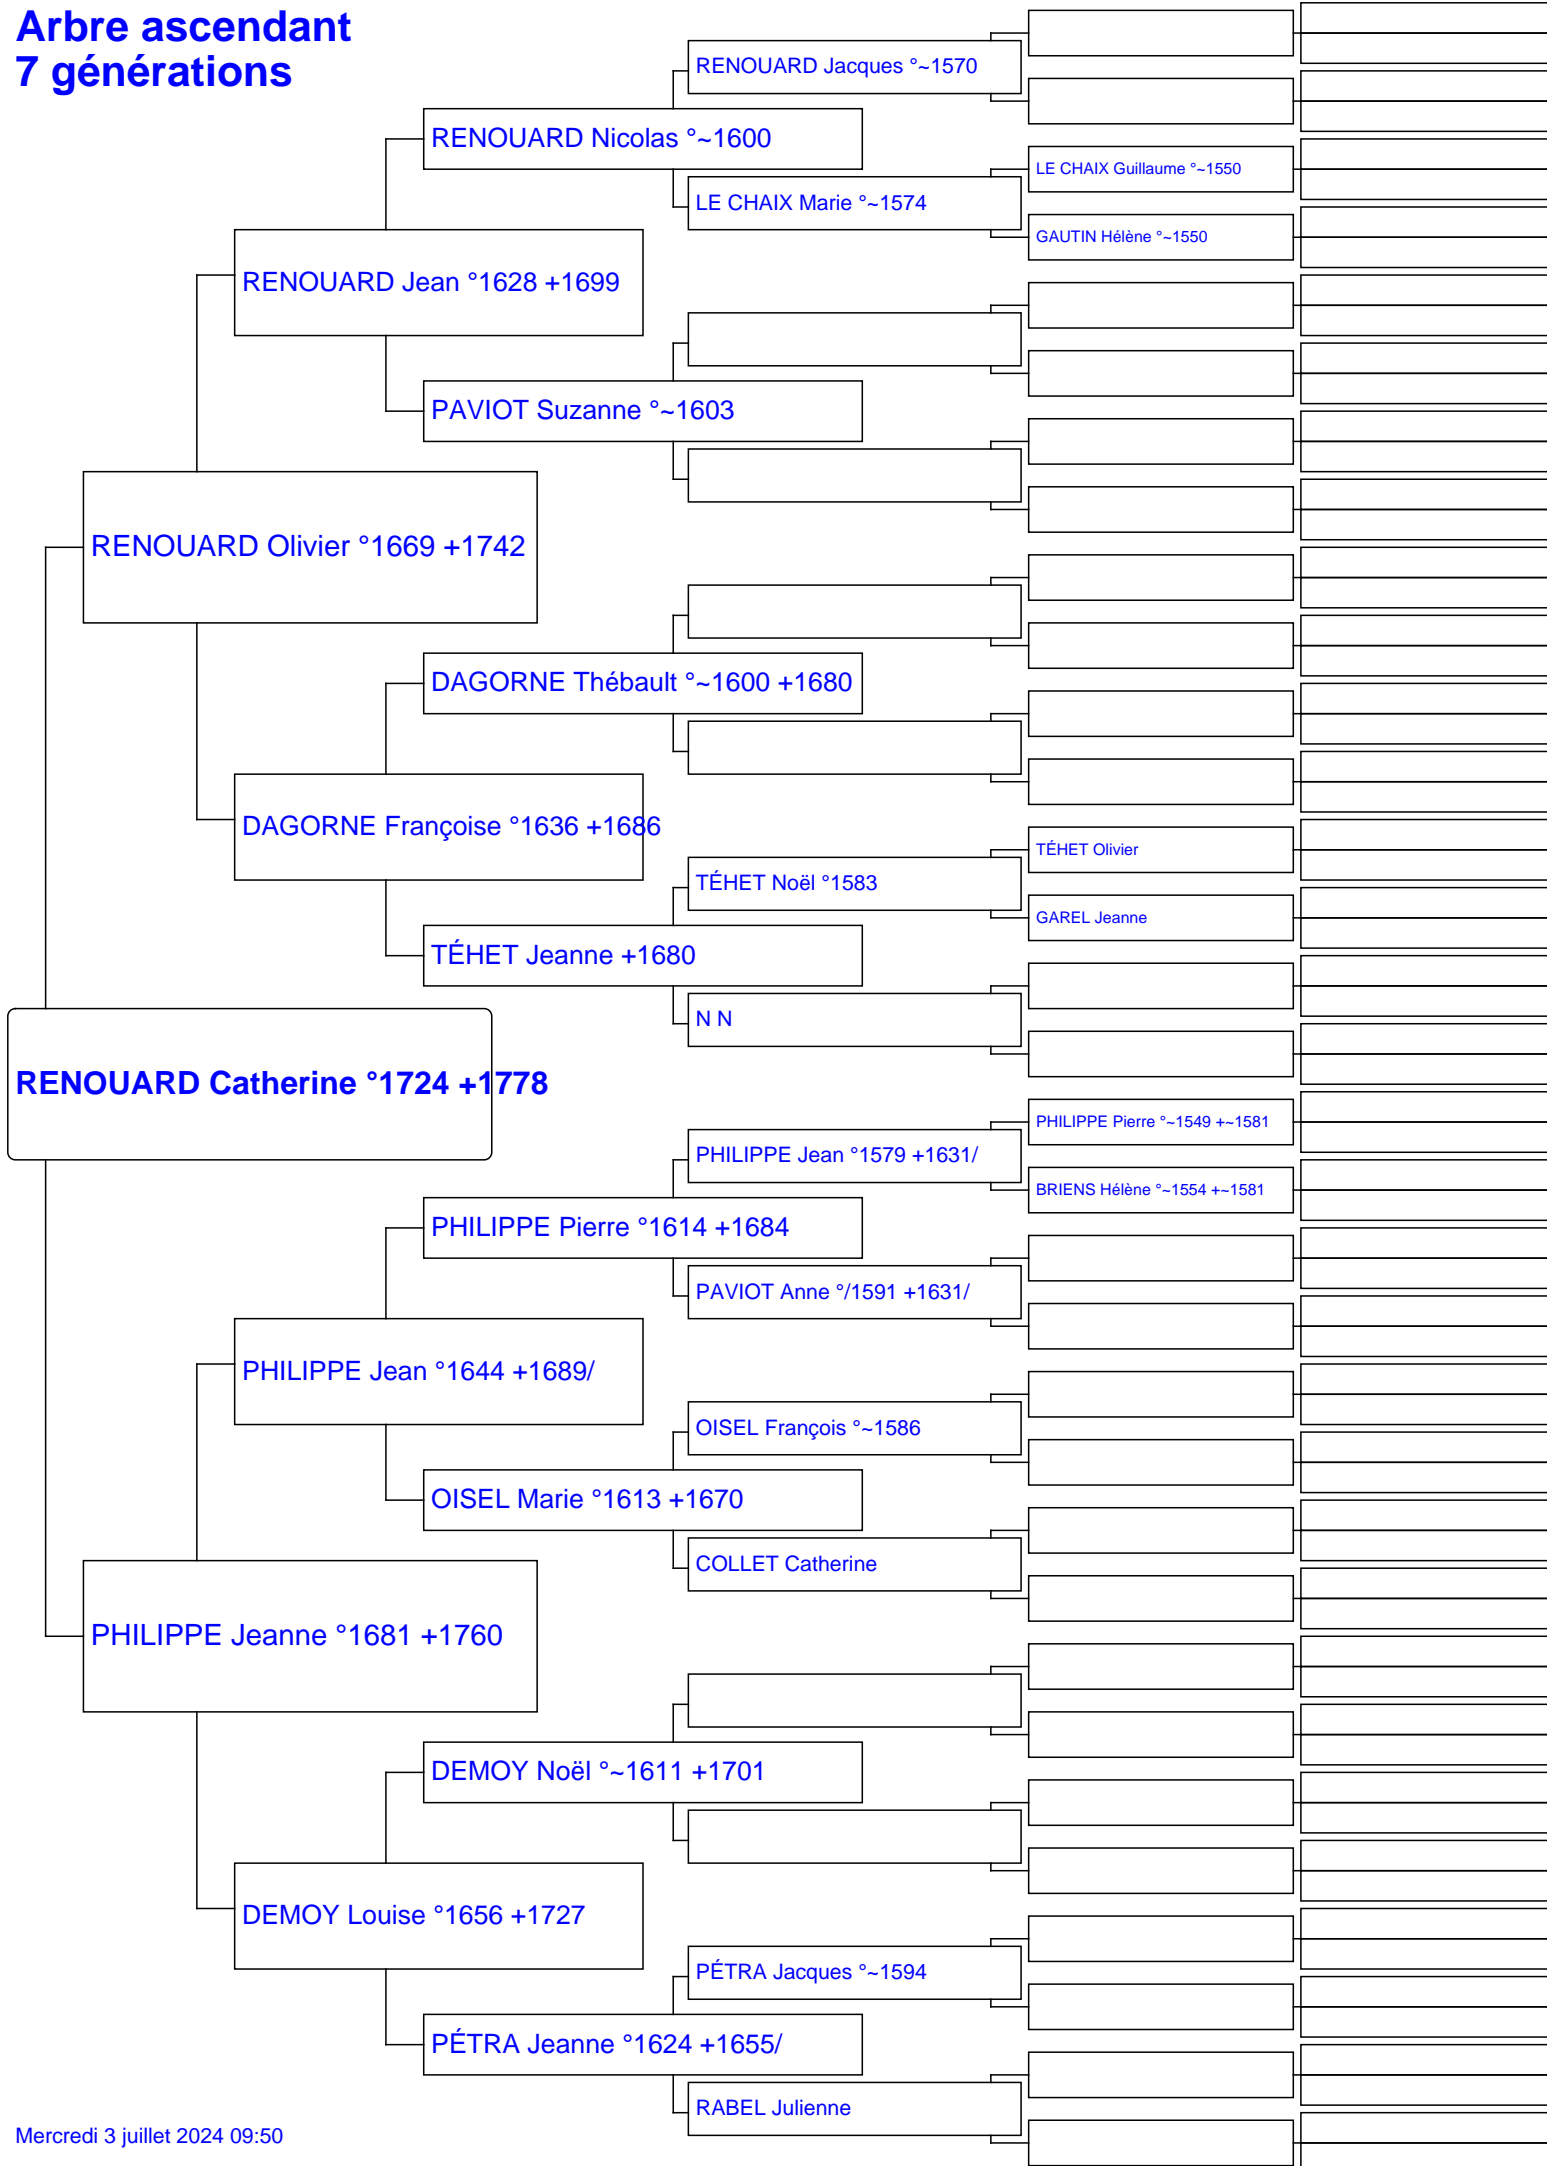 Arbre ascendant
7 générations
RENOUARD Jacques °~1570
RENOUARD Nicolas °~1600
LE CHAIX Guillaume °~1550
LE CHAIX Marie °~1574
GAUTIN Hélène °~1550
RENOUARD Jean °1628 +1699
PAVIOT Suzanne °~1603
RENOUARD Olivier °1669 +1742
DAGORNE Thébault °~1600 +1680
DAGORNE Françoise °1636 +1686
TÉHET Olivier
TÉHET Noël °1583
GAREL Jeanne
TÉHET Jeanne +1680
N N
RENOUARD Catherine °1724 +1778
PHILIPPE Pierre °~1549 +~1581
PHILIPPE Jean °1579 +1631/
BRIENS Hélène °~1554 +~1581
PHILIPPE Pierre °1614 +1684
PAVIOT Anne °/1591 +1631/
PHILIPPE Jean °1644 +1689/
OISEL François °~1586
OISEL Marie °1613 +1670
COLLET Catherine
PHILIPPE Jeanne °1681 +1760
DEMOY Noël °~1611 +1701
DEMOY Louise °1656 +1727
PÉTRA Jacques °~1594
PÉTRA Jeanne °1624 +1655/
RABEL Julienne
Mercredi 3 juillet 2024 09:50